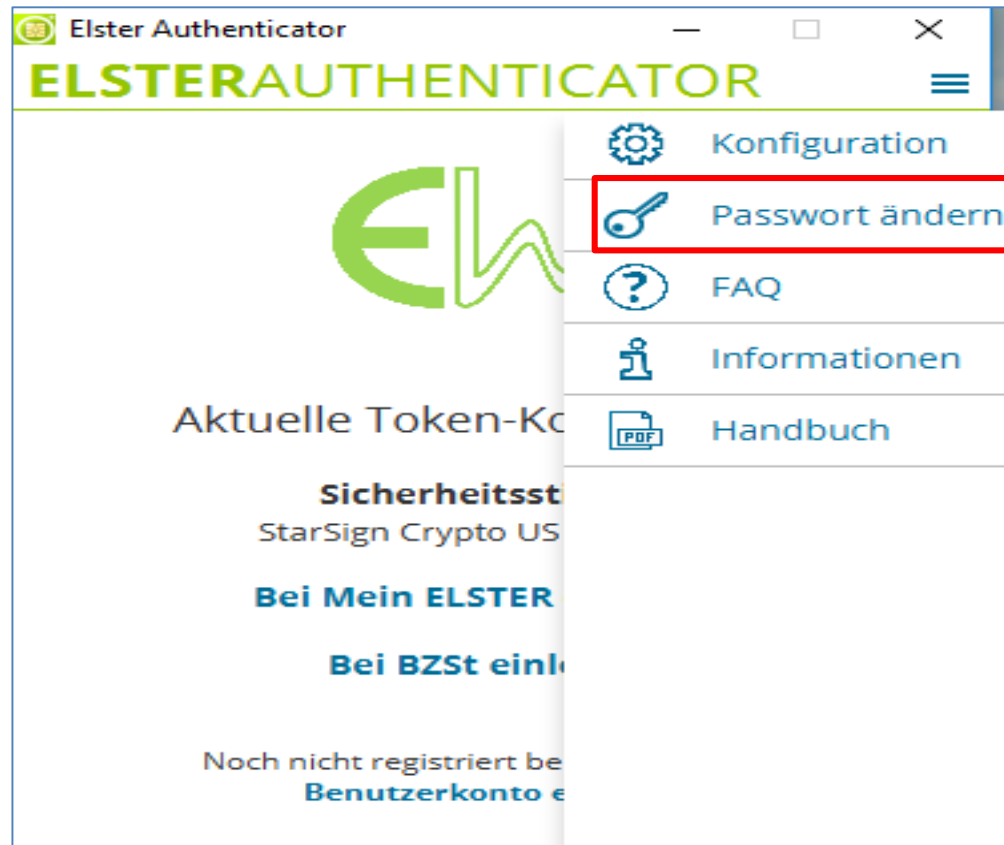 Elster Authenticator
ELSTERAUTHENTICATOR
Konfiguration
Passwort ändern
FAQ
Informationen
PDF
Handbuch
Aktuelle Token-Ko
Sicherheitssti
StarSign Crypto US
Bei Mein ELSTER
Bei BZSt einl
Noch nicht registriert be
Benutzerkonto e